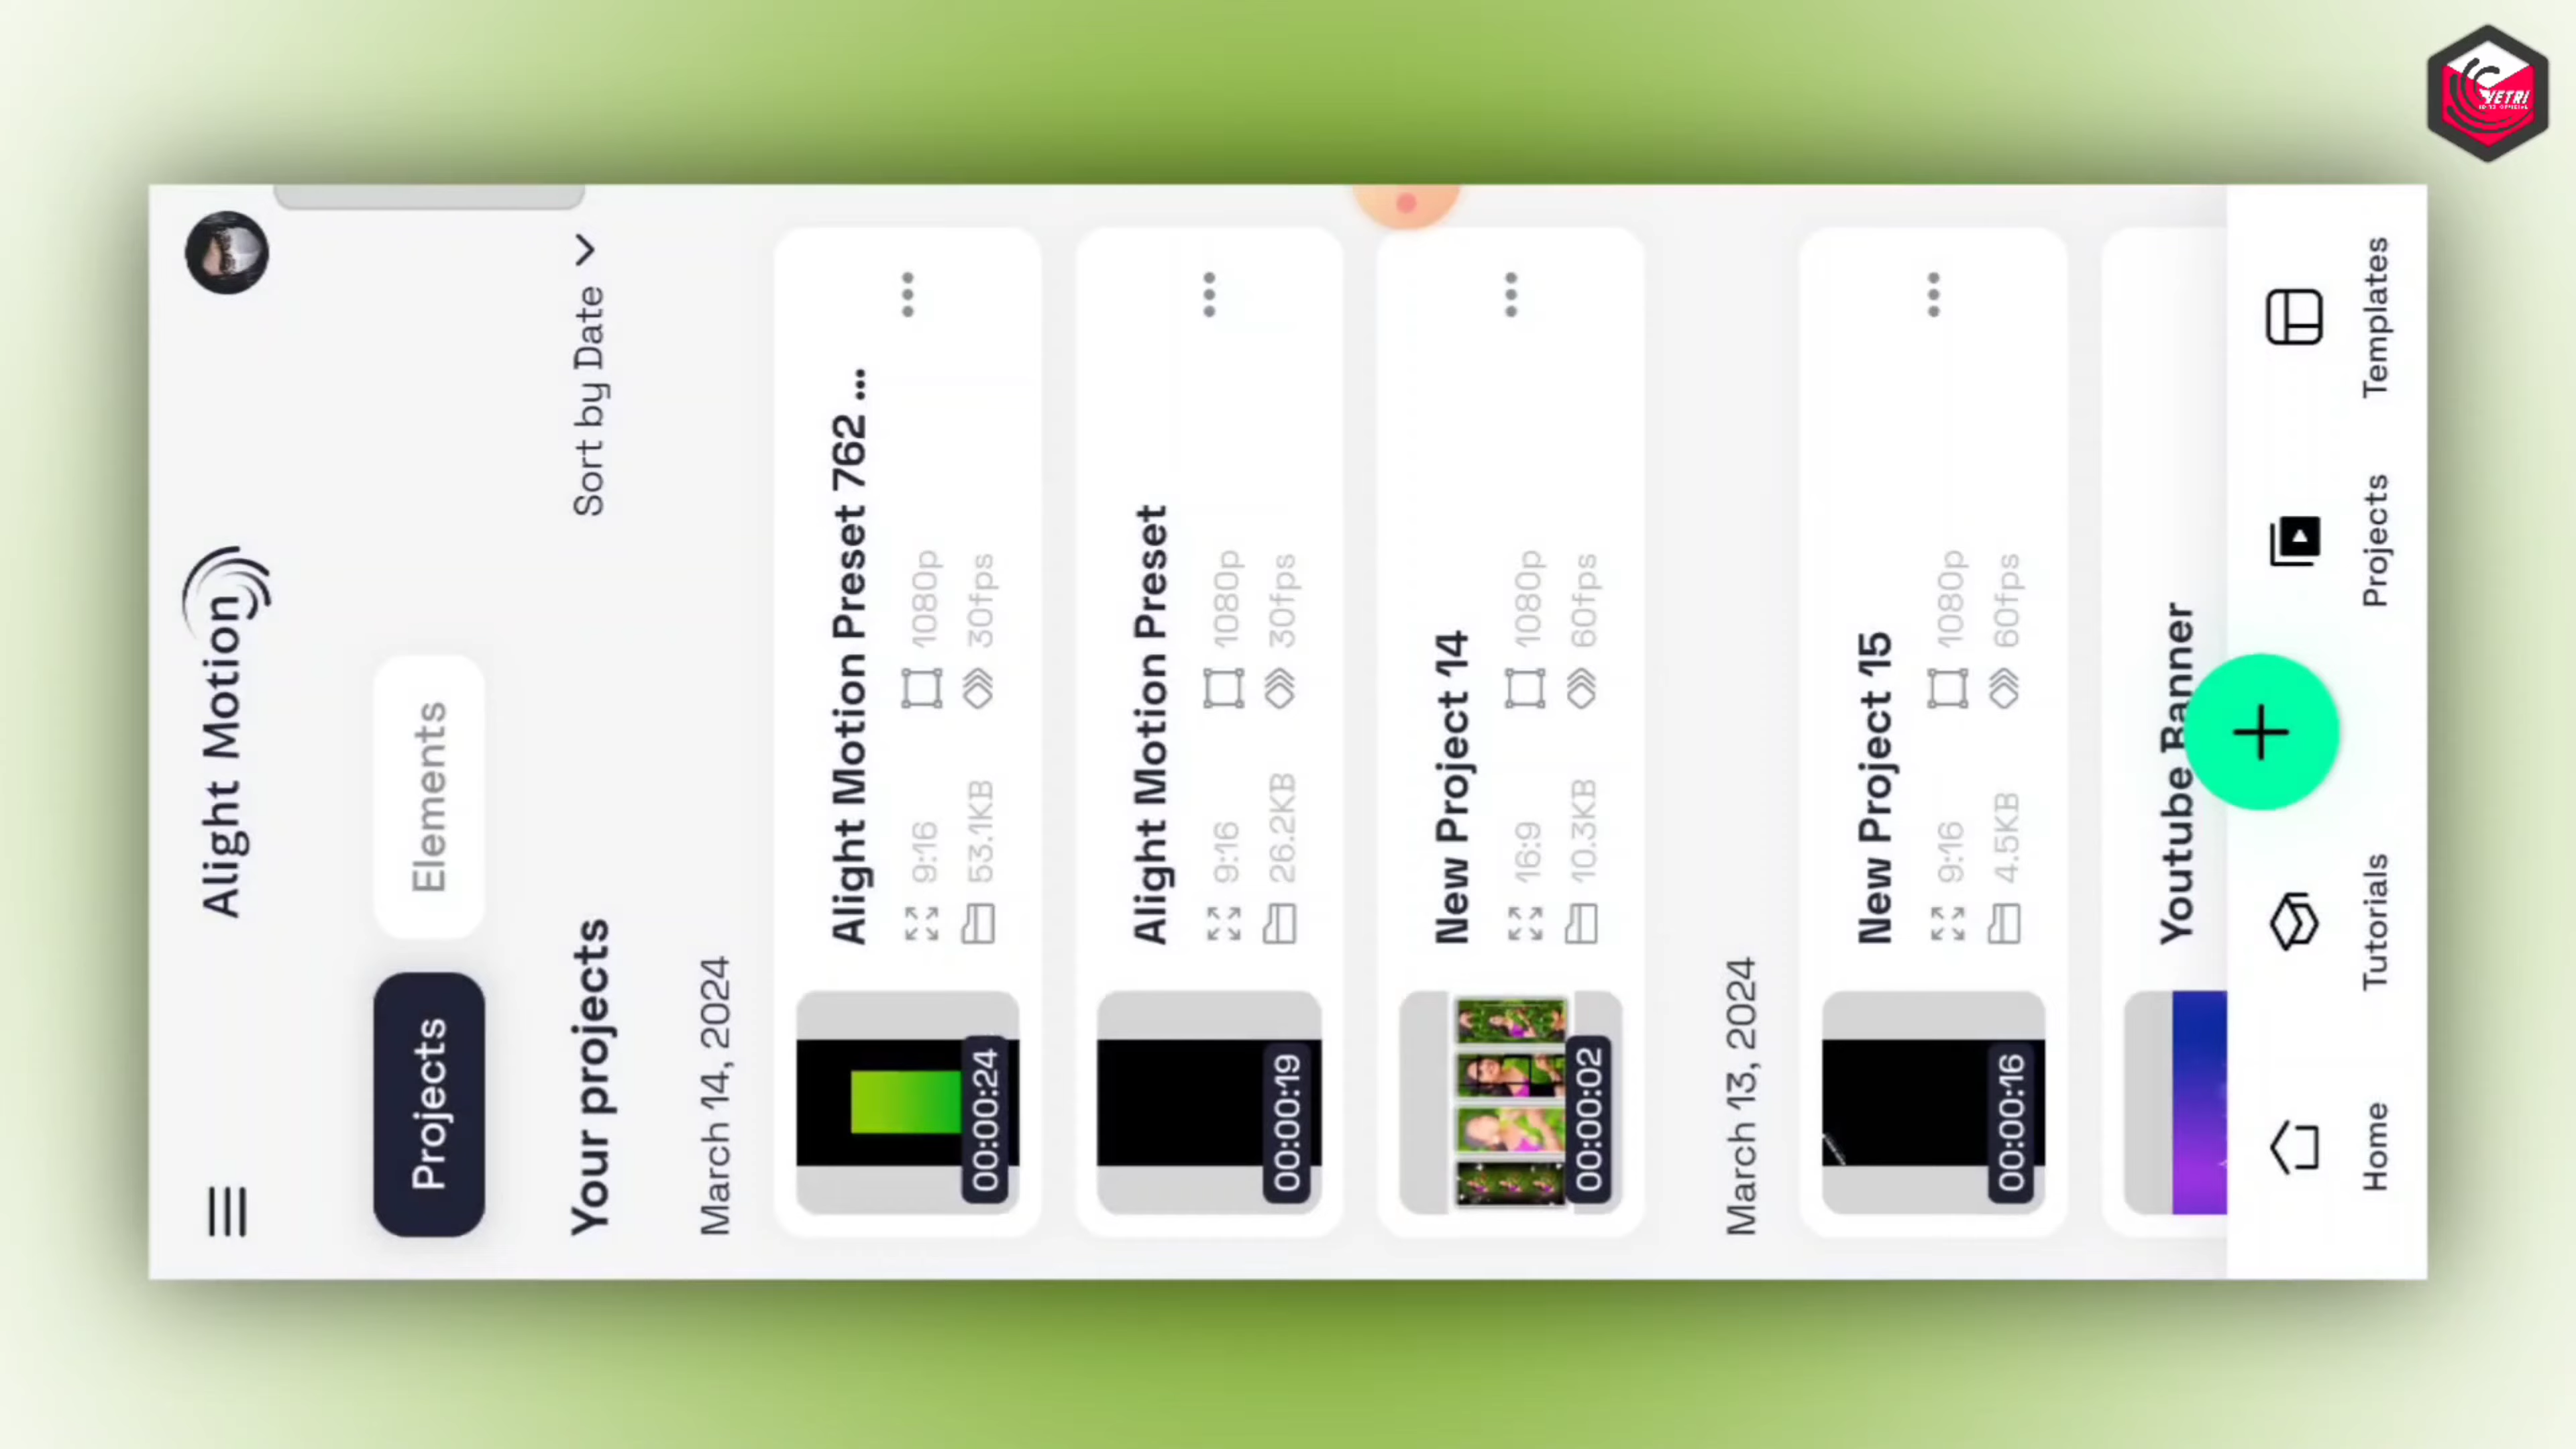 Alight Motion
Projects
Elements
Your projects
Sort by Date
March 14, 2024
Alight Motion Preset 762 ...
9:16
1080p
53.1KB
30fps
00:00:24
Alight Motion Preset
9:16
1080p
26.2KB
30fps
00:00:19
New Project 14
16:9
1080p
10.3KB
60fps
00:00:02
March 13, 2024
New Project 15
9:16
1080p
4.5KB
60fps
00:00:16
Youtube Banner
Home
Tutorials
Projects
Templates
VETRI